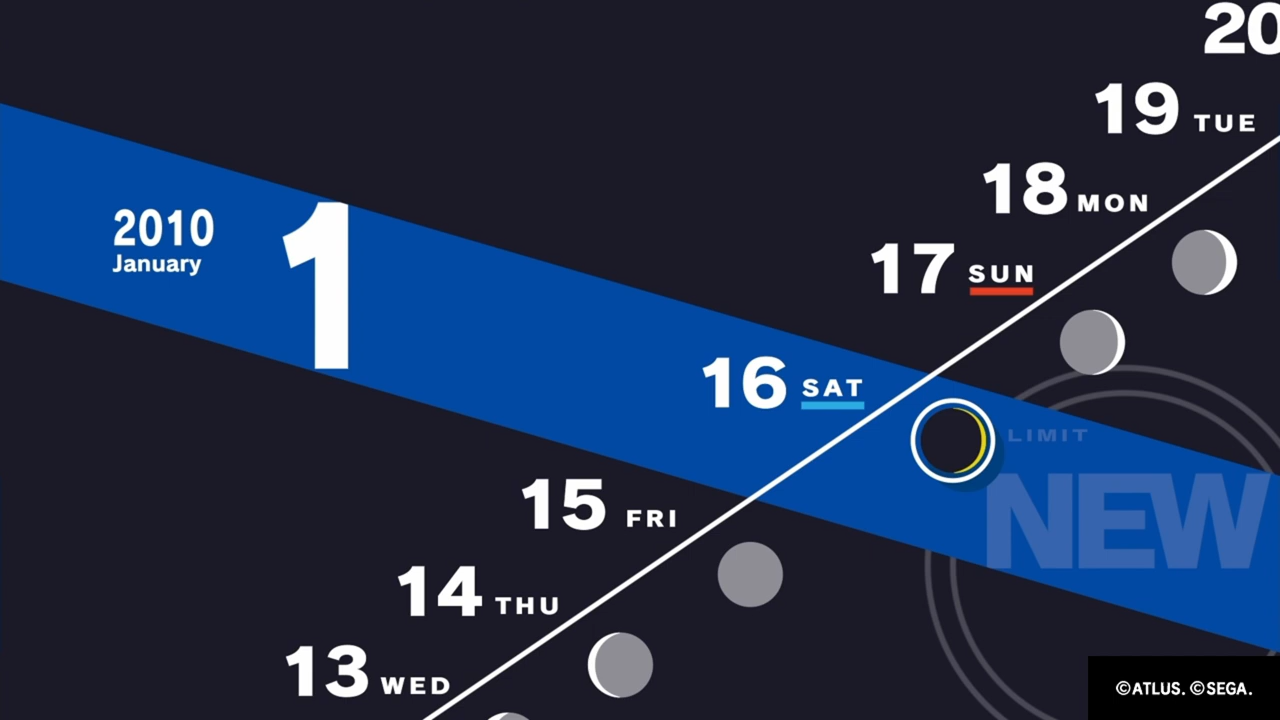 20
19 TUE
18 MON
17 SUN
2010
January
1
16 SAT
LIMIT
NEW
15 FRI
14 THU
13 WED
©ATLUS. ©SEGA.